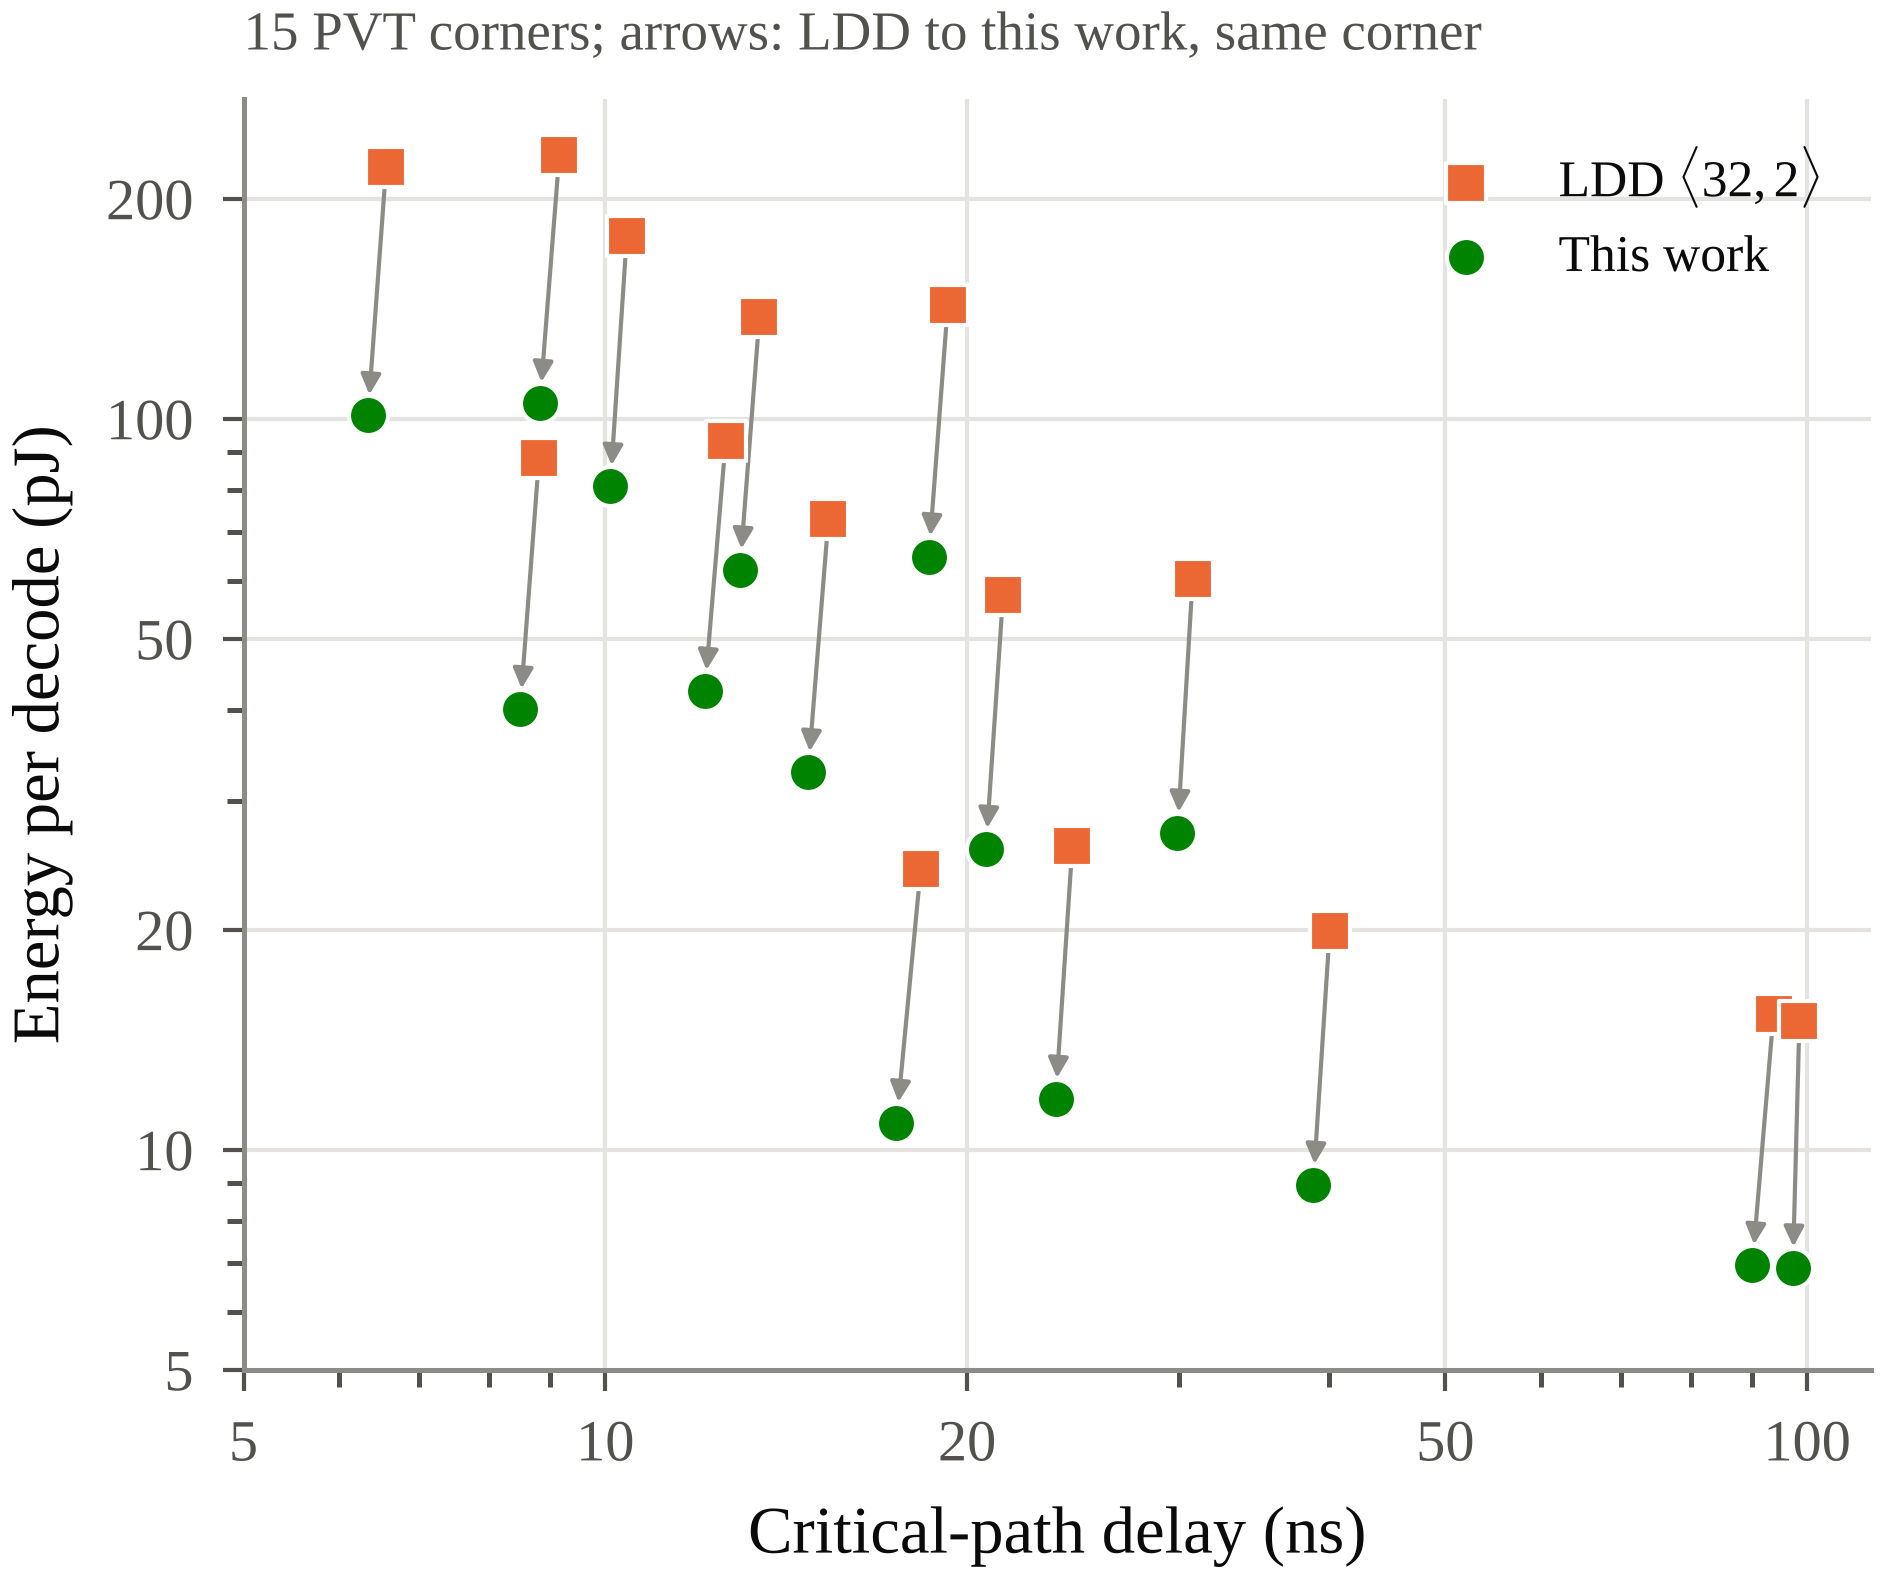 15 PVT corners; arrows: LDD to this work, same corner
LDD ⟨32, 2⟩
This work
Energy per decode (pJ)
200
100
50
20
10
5
5 10 20 50 100
Critical-path delay (ns)